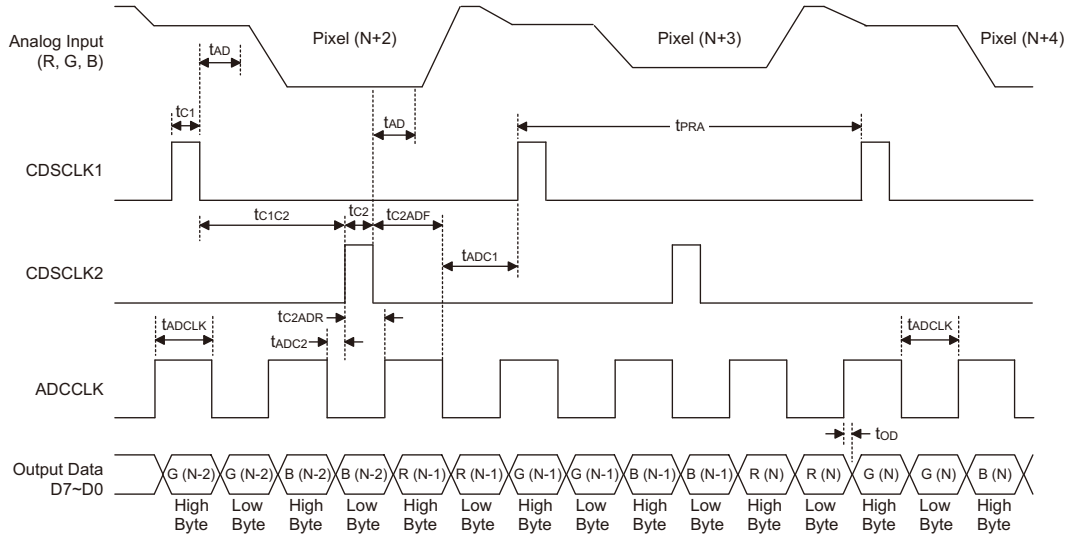 Analog Input
(R, G, B)
Pixel (N+2)
Pixel (N+3)
Pixel (N+4)
tAD
tC1
tAD
tPRA
CDSCLK1
tC1C2
tC2
tC2ADF
tADC1
CDSCLK2
tC2ADR
tADCLK
tADC2
tADCLK
ADCCLK
tOD
Output Data
D7~D0
G (N-2) G (N-2) B (N-2) B (N-2) R (N-1) R (N-1) G (N-1) G (N-1) B (N-1) B (N-1) R (N) R (N) G (N) G (N) B (N)
High Low High Low High Low High Low High Low High Low High Low High
Byte Byte Byte Byte Byte Byte Byte Byte Byte Byte Byte Byte Byte Byte Byte